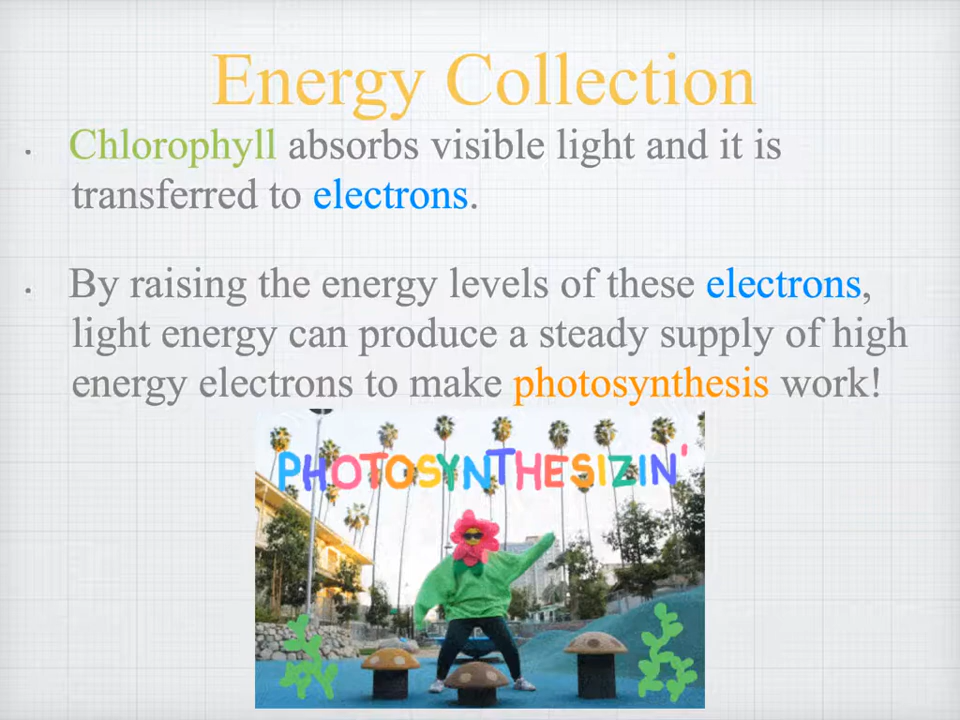 Energy Collection
Chlorophyll absorbs visible light and it is
transferred to electrons.
By raising the energy levels of these electrons,
light energy can produce a steady supply of high
energy electrons to make photosynthesis work!
PHOTOSYNTHESIZIN'